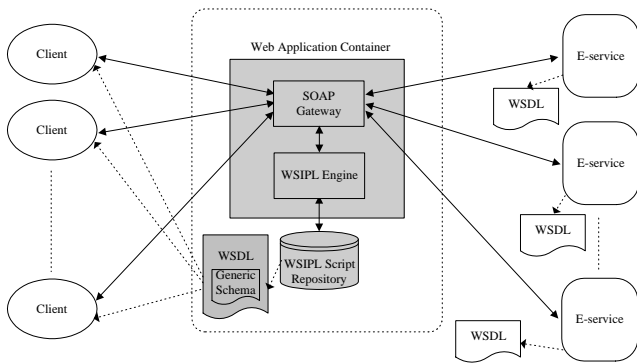 Web Application Container
Client
SOAP
Gateway
E-service
WSDL
Client
WSIPL Engine
E-service
WSDL
WSDL
Generic
Schema
WSIPL Script
Repository
Client
E-service
WSDL